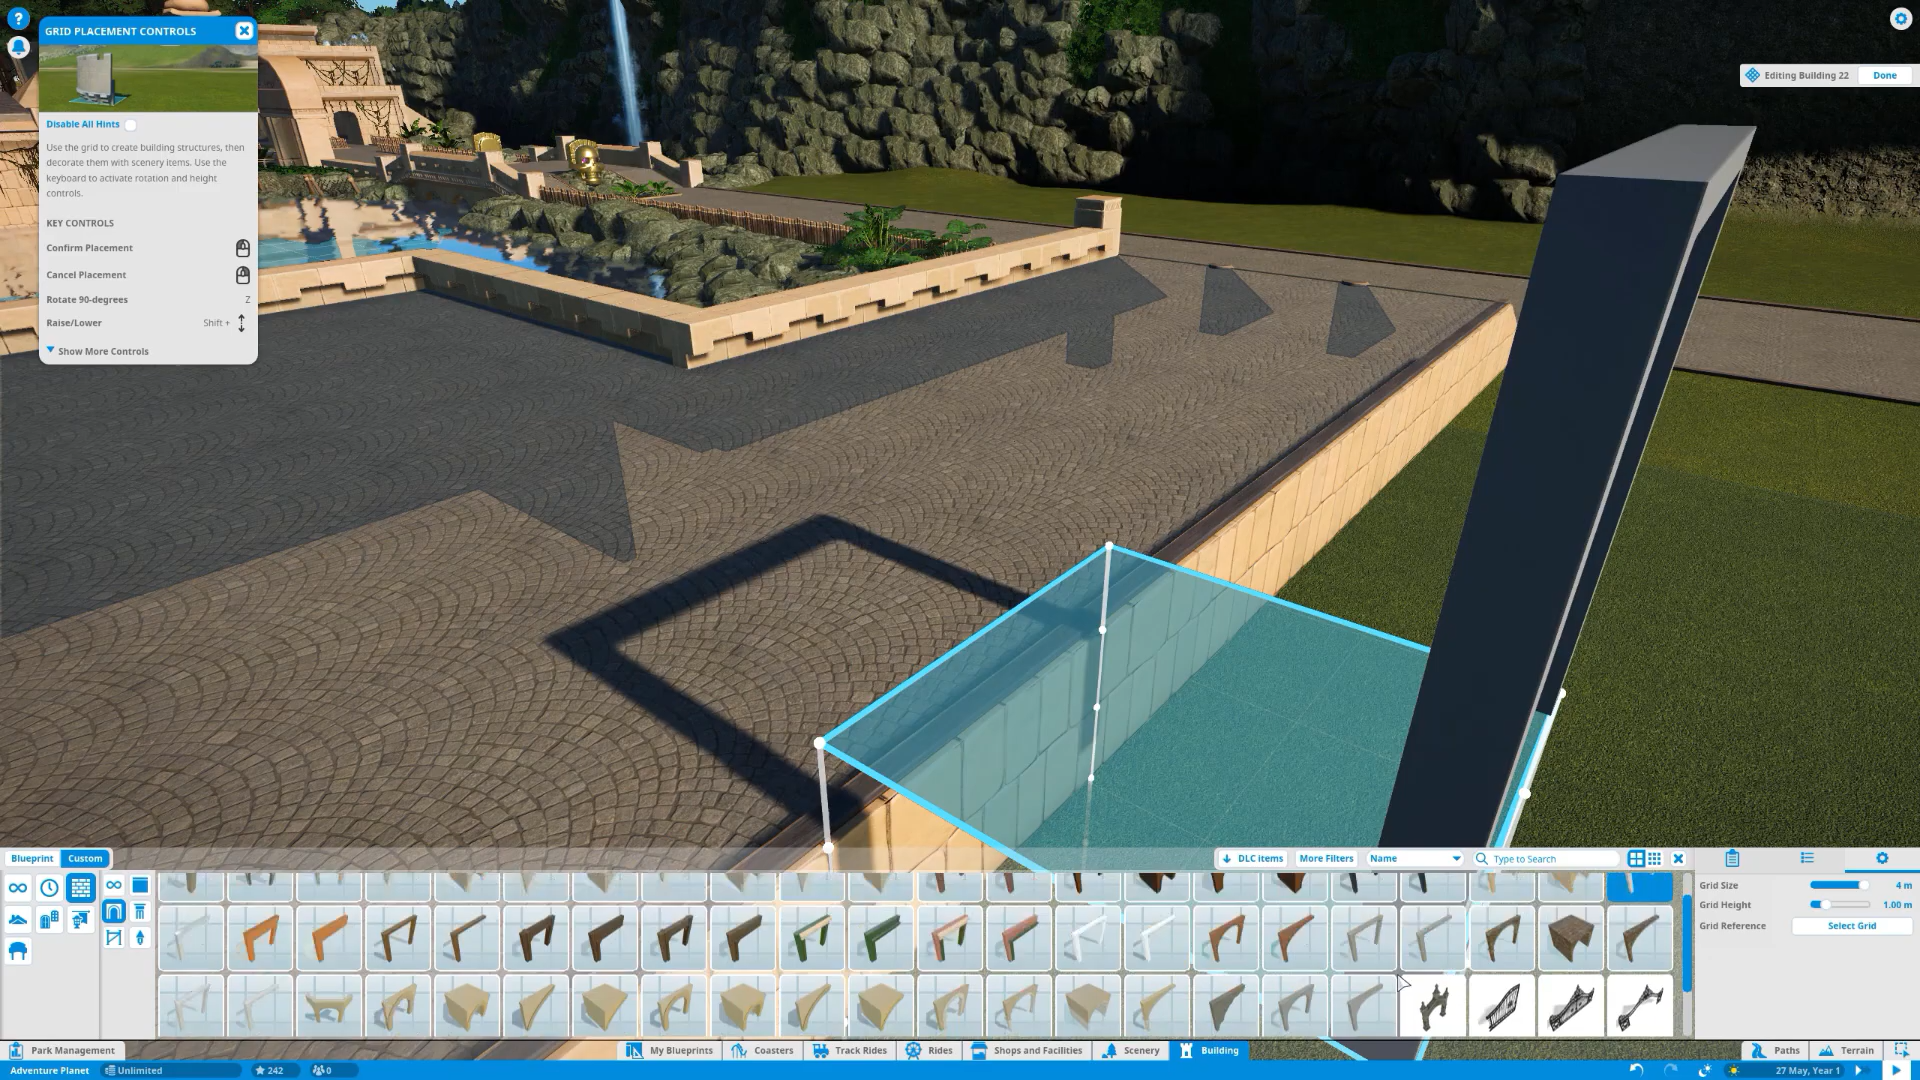 GRID PLACEMENT CONTROLS
Disable All Hints
Use the grid to create building structures, then
decorate them with scenery items. Use the
keyboard to activate rotation and height
controls.
KEY CONTROLS
Confirm Placement
Cancel Placement
Rotate 90-degrees Z
Raise/Lower Shift +
Show More Controls
Editing Building 22 Done
Blueprint Custom
DLC items More Filters Name Type to Search
Grid Size 4 m
Grid Height 1.00 m
Grid Reference Select Grid
Park Management My Blueprints Coasters Track Rides Rides Shops and Facilities Scenery Building Paths Terrain
Adventure Planet Unlimited 242 0 27 May, Year 1